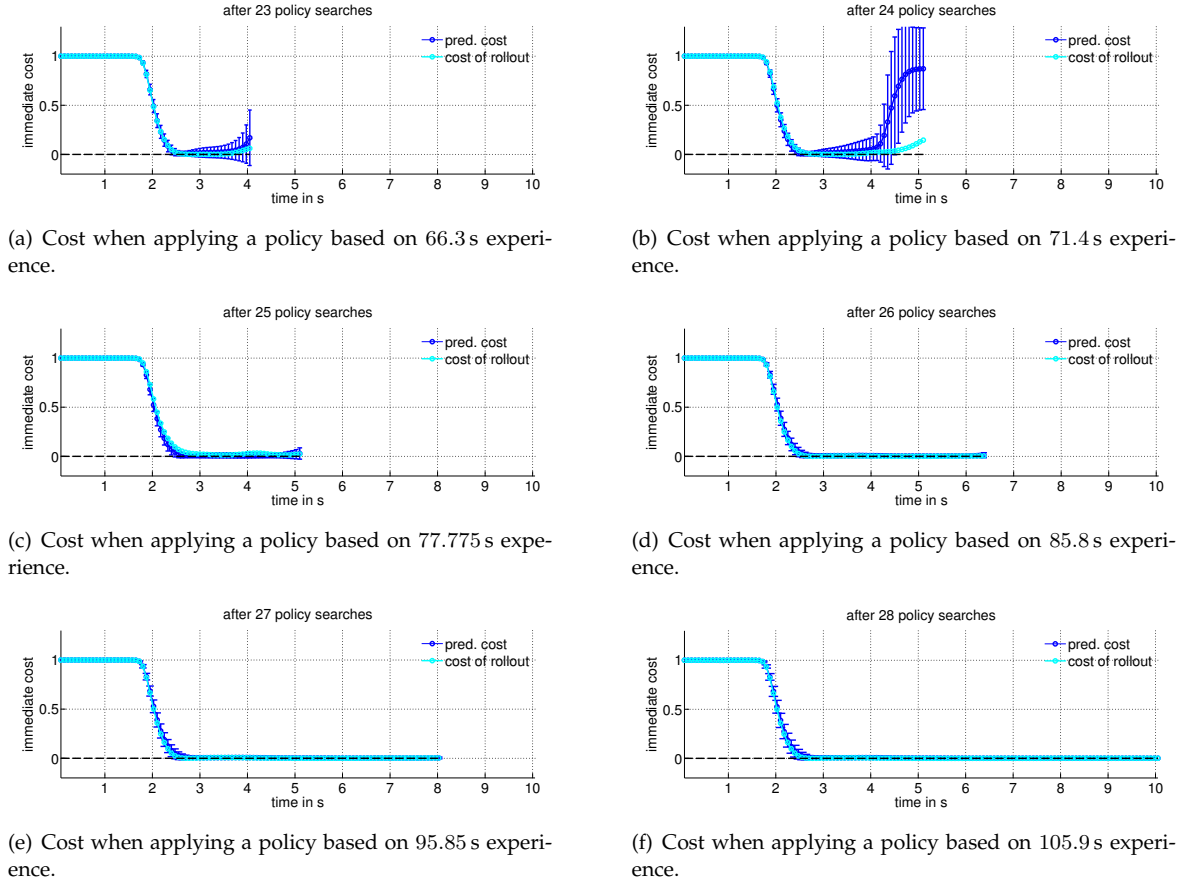 after 23 policy searches
immediate cost
1
0.5
0
pred. cost
cost of rollout
1 2 3 4 5 6 7 8 9 10
time in s
(a) Cost when applying a policy based on 66.3 s experi-
ence.
after 24 policy searches
immediate cost
1
0.5
0
pred. cost
cost of rollout
1 2 3 4 5 6 7 8 9 10
time in s
(b) Cost when applying a policy based on 71.4 s experi-
ence.
after 25 policy searches
immediate cost
1
0.5
0
pred. cost
cost of rollout
1 2 3 4 5 6 7 8 9 10
time in s
(c) Cost when applying a policy based on 77.775 s expe-
rience.
after 26 policy searches
immediate cost
1
0.5
0
pred. cost
cost of rollout
1 2 3 4 5 6 7 8 9 10
time in s
(d) Cost when applying a policy based on 85.8 s experi-
ence.
after 27 policy searches
immediate cost
1
0.5
0
pred. cost
cost of rollout
1 2 3 4 5 6 7 8 9 10
time in s
(e) Cost when applying a policy based on 95.85 s experi-
ence.
after 28 policy searches
immediate cost
1
0.5
0
pred. cost
cost of rollout
1 2 3 4 5 6 7 8 9 10
time in s
(f) Cost when applying a policy based on 105.9 s experi-
ence.